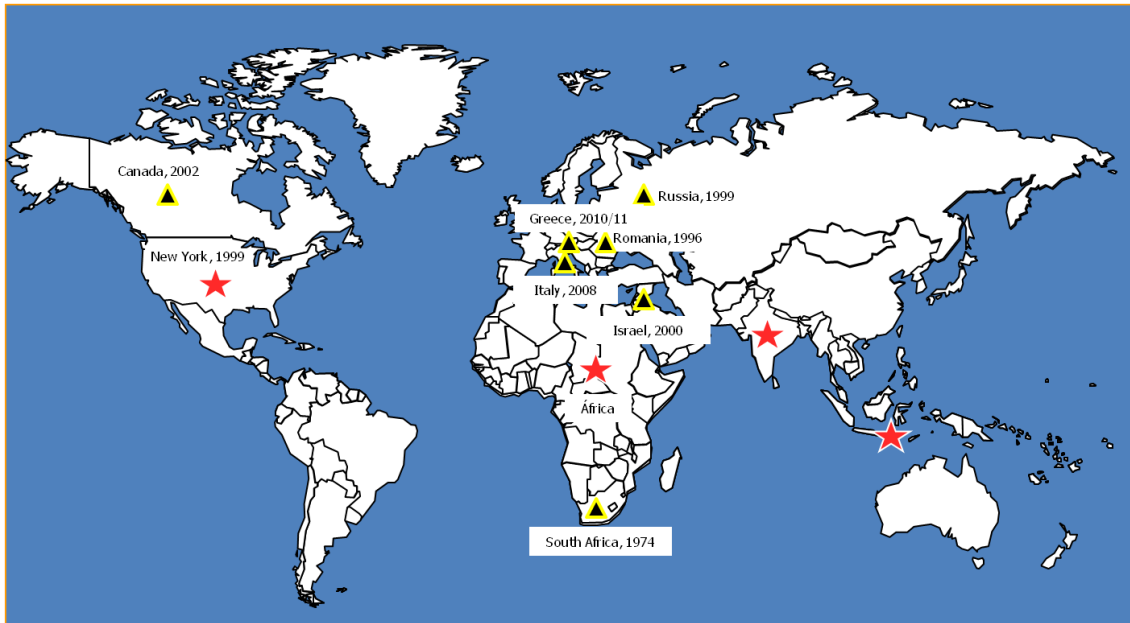 Canada, 2002
Russia, 1999
Greece, 2010/11
Romania, 1996
New York, 1999
Italy, 2008
Israel, 2000
África
South Africa, 1974